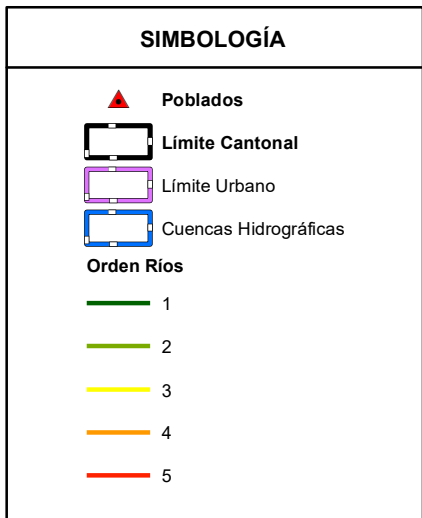 SIMBOLOGÍA
Poblados
Límite Cantonal
Límite Urbano
Cuencas Hidrográficas
Orden Ríos
1
2
3
4
5